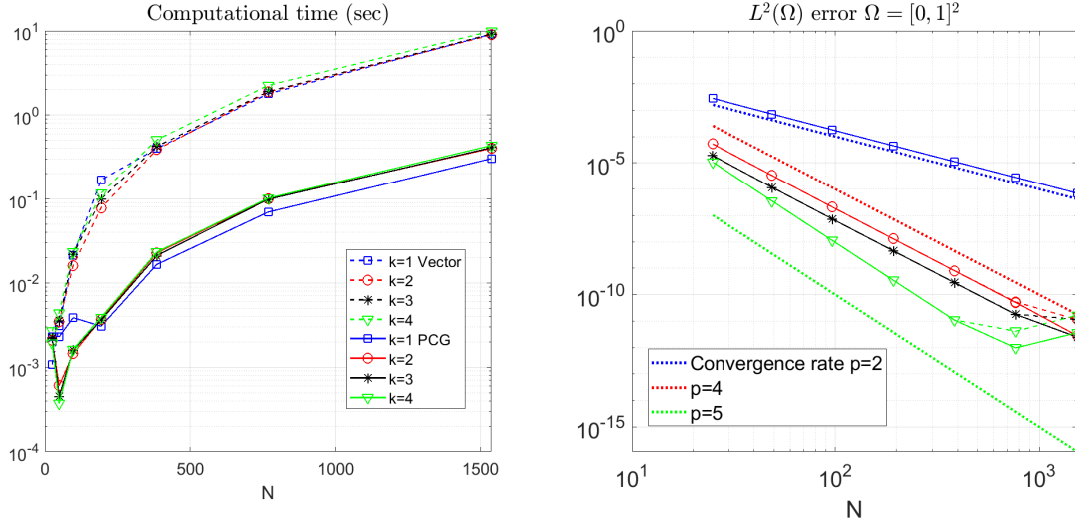 Computational time (sec)
10^1
10^0
10^-1
10^-2
10^-3
10^-4
0
500
1000
1500
N
k=1 Vector
k=2
k=3
k=4
k=1 PCG
k=2
k=3
k=4
L^2(Ω) error Ω = [0, 1]^2
10^0
10^-5
10^-10
10^-15
10^1
10^2
10^3
N
Convergence rate p=2
p=4
p=5